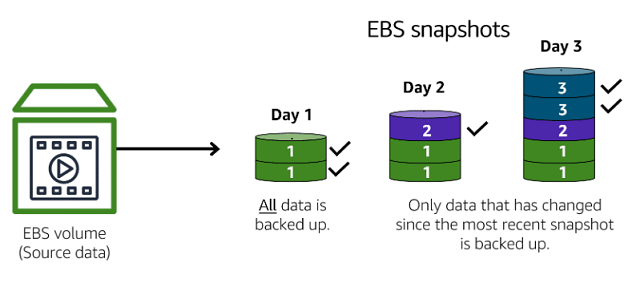 EBS snapshots
Day 1
Day 2
Day 3
1
1
2
1
1
3
3
2
1
1
EBS volume
(Source data)
All data is
backed up.
Only data that has changed
since the most recent snapshot
is backed up.